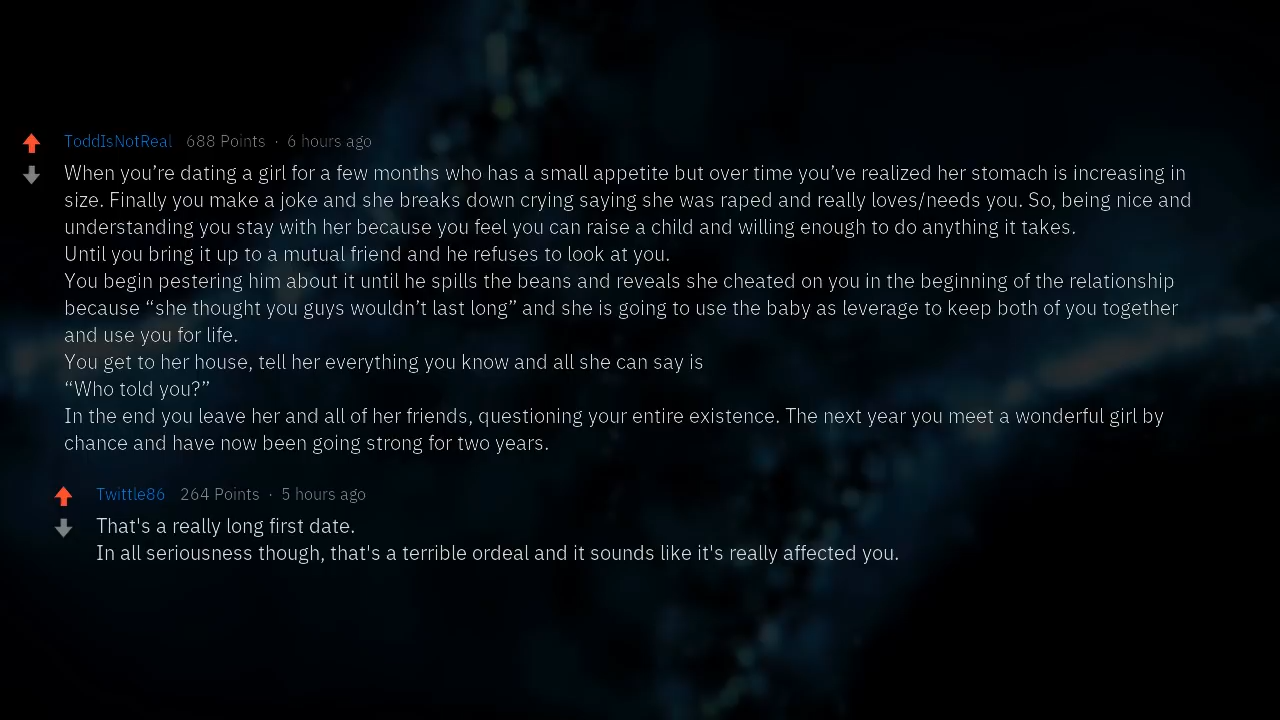 ToddIsNotReal 688 Points · 6 hours ago
When you’re dating a girl for a few months who has a small appetite but over time you’ve realized her stomach is increasing in
size. Finally you make a joke and she breaks down crying saying she was raped and really loves/needs you. So, being nice and
understanding you stay with her because you feel you can raise a child and willing enough to do anything it takes.
Until you bring it up to a mutual friend and he refuses to look at you.
You begin pestering him about it until he spills the beans and reveals she cheated on you in the beginning of the relationship
because “she thought you guys wouldn’t last long” and she is going to use the baby as leverage to keep both of you together
and use you for life.
You get to her house, tell her everything you know and all she can say is
“Who told you?”
In the end you leave her and all of her friends, questioning your entire existence. The next year you meet a wonderful girl by
chance and have now been going strong for two years.
Twittle86 264 Points · 5 hours ago
That's a really long first date.
In all seriousness though, that's a terrible ordeal and it sounds like it's really affected you.